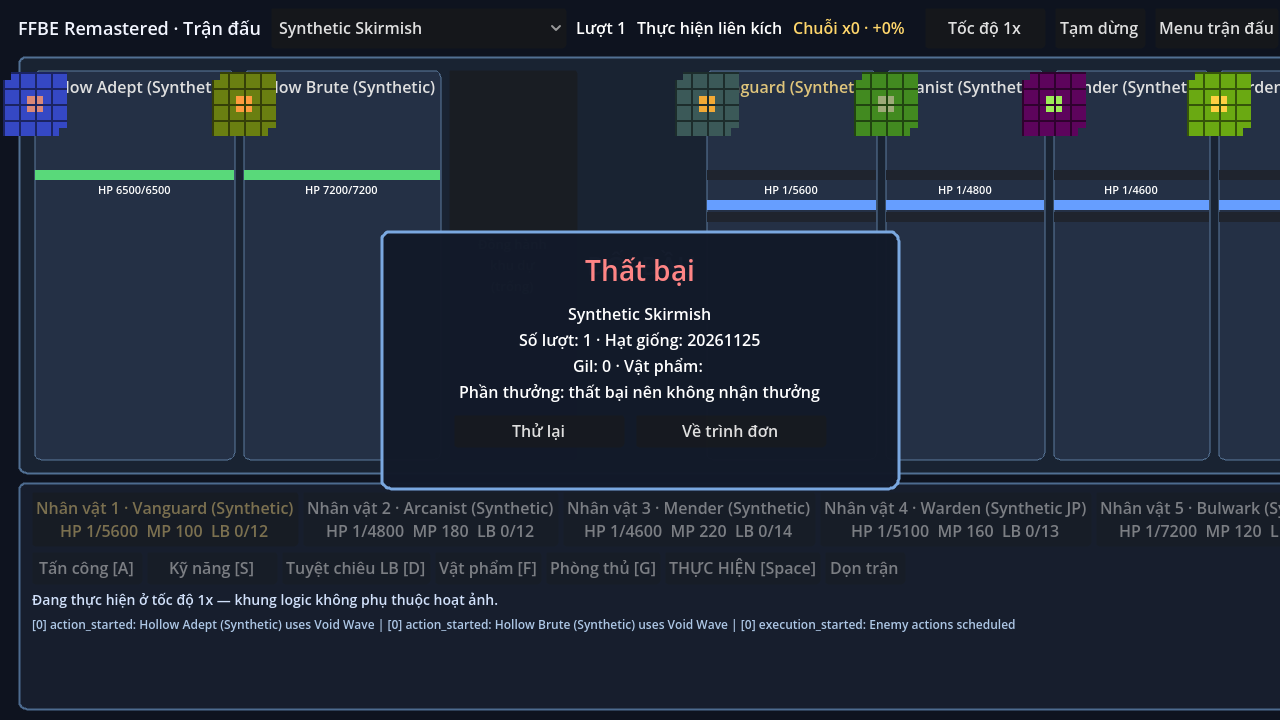 FFBE Remastered · Trận đấu
Synthetic Skirmish
Lượt 1 Thực hiện liên kích Chuỗi x0 · +0%
Tốc độ 1x
Tạm dừng
Menu trận đấu
Adept
Brute (Synthetic)
HP 6500/6500
HP 7200/7200
HP 1/5600
HP 1/4800
HP 1/4600
Thất bại
Synthetic Skirmish
Số lượt: 1 · Hạt giống: 20261125
Gil: 0 · Vật phẩm:
Phần thưởng: thất bại nên không nhận thưởng
Thử lại
Về trình đơn
Nhân vật 1 · Vanguard (Synthetic)
HP 1/5600 MP 100 LB 0/12
Nhân vật 2 · Arcanist (Synthetic)
HP 1/4800 MP 180 LB 0/12
Nhân vật 3 · Mender (Synthetic)
HP 1/4600 MP 220 LB 0/14
Nhân vật 4 · Warden (Synthetic JP)
HP 1/5100 MP 160 LB 0/13
Nhân vật 5 · Bulwark
HP 1/7200 MP 120
Tấn công [A]
Kỹ năng [S]
Tuyệt chiêu LB [D]
Vật phẩm [F]
Phòng thủ [G]
THỰC HIỆN [Space]
Dọn trận
Đang thực hiện ở tốc độ 1x — khung logic không phụ thuộc hoạt ảnh.
[0] action_started: Hollow Adept (Synthetic) uses Void Wave | [0] action_started: Hollow Brute (Synthetic) uses Void Wave | [0] execution_started: Enemy actions scheduled